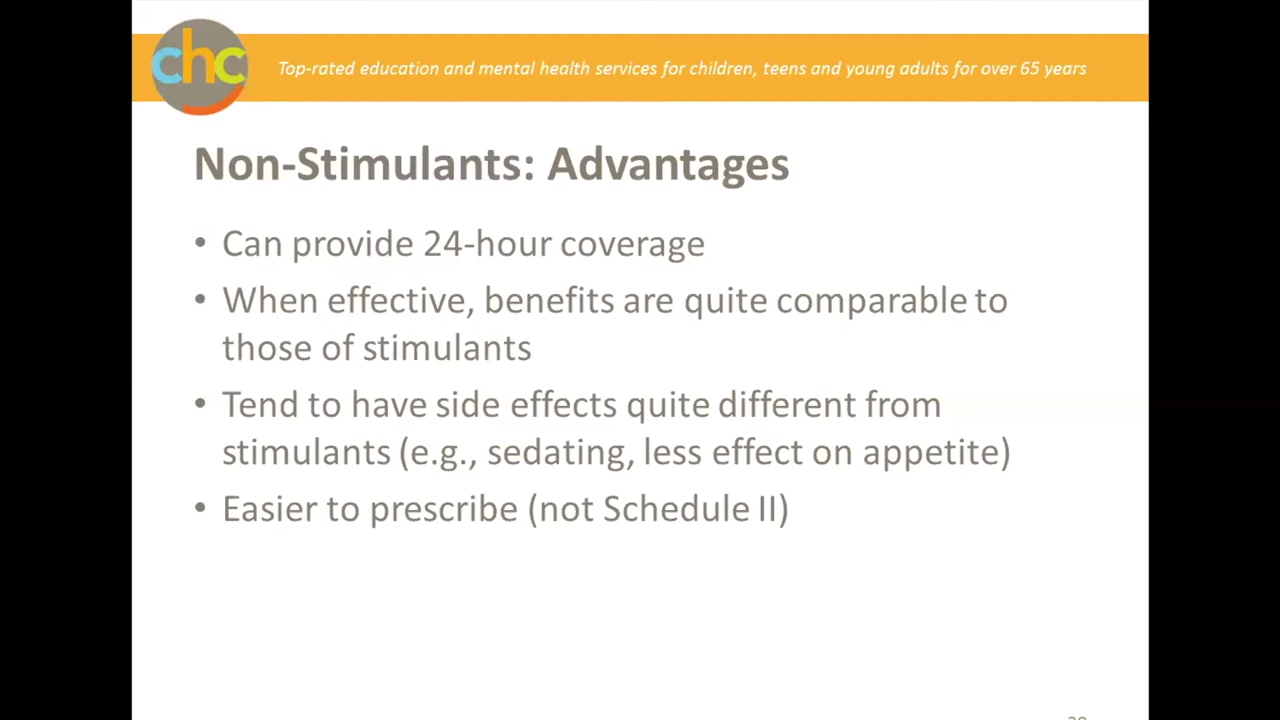 chc
Top-rated education and mental health services for children, teens and young adults for over 65 years
Non-Stimulants: Advantages
• Can provide 24-hour coverage
• When effective, benefits are quite comparable to
those of stimulants
• Tend to have side effects quite different from
stimulants (e.g., sedating, less effect on appetite)
• Easier to prescribe (not Schedule II)